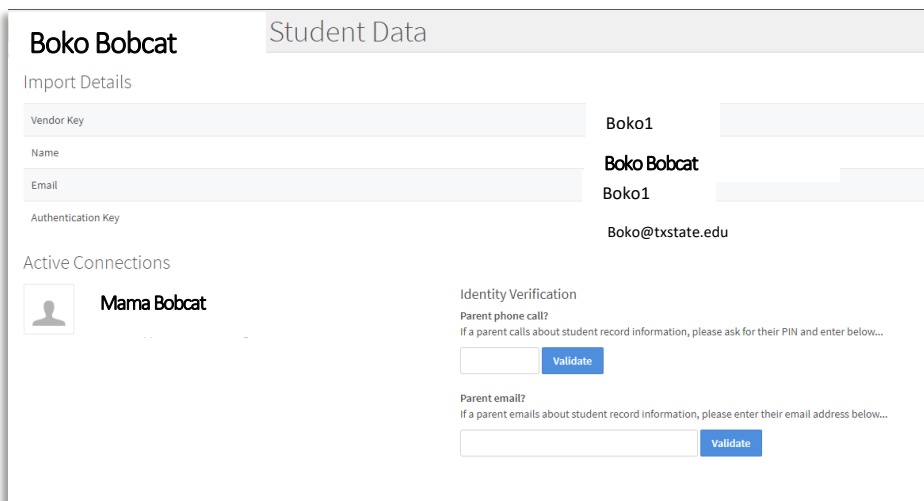 Boko Bobcat Student Data
Import Details
Vendor Key Boko1
Name Boko Bobcat
Email Boko1
Authentication Key Boko@txstate.edu
Active Connections
Mama Bobcat
Identity Verification
Parent phone call?
If a parent calls about student record information, please ask for their PIN and enter below...
Validate
Parent email?
If a parent emails about student record information, please enter their email address below...
Validate